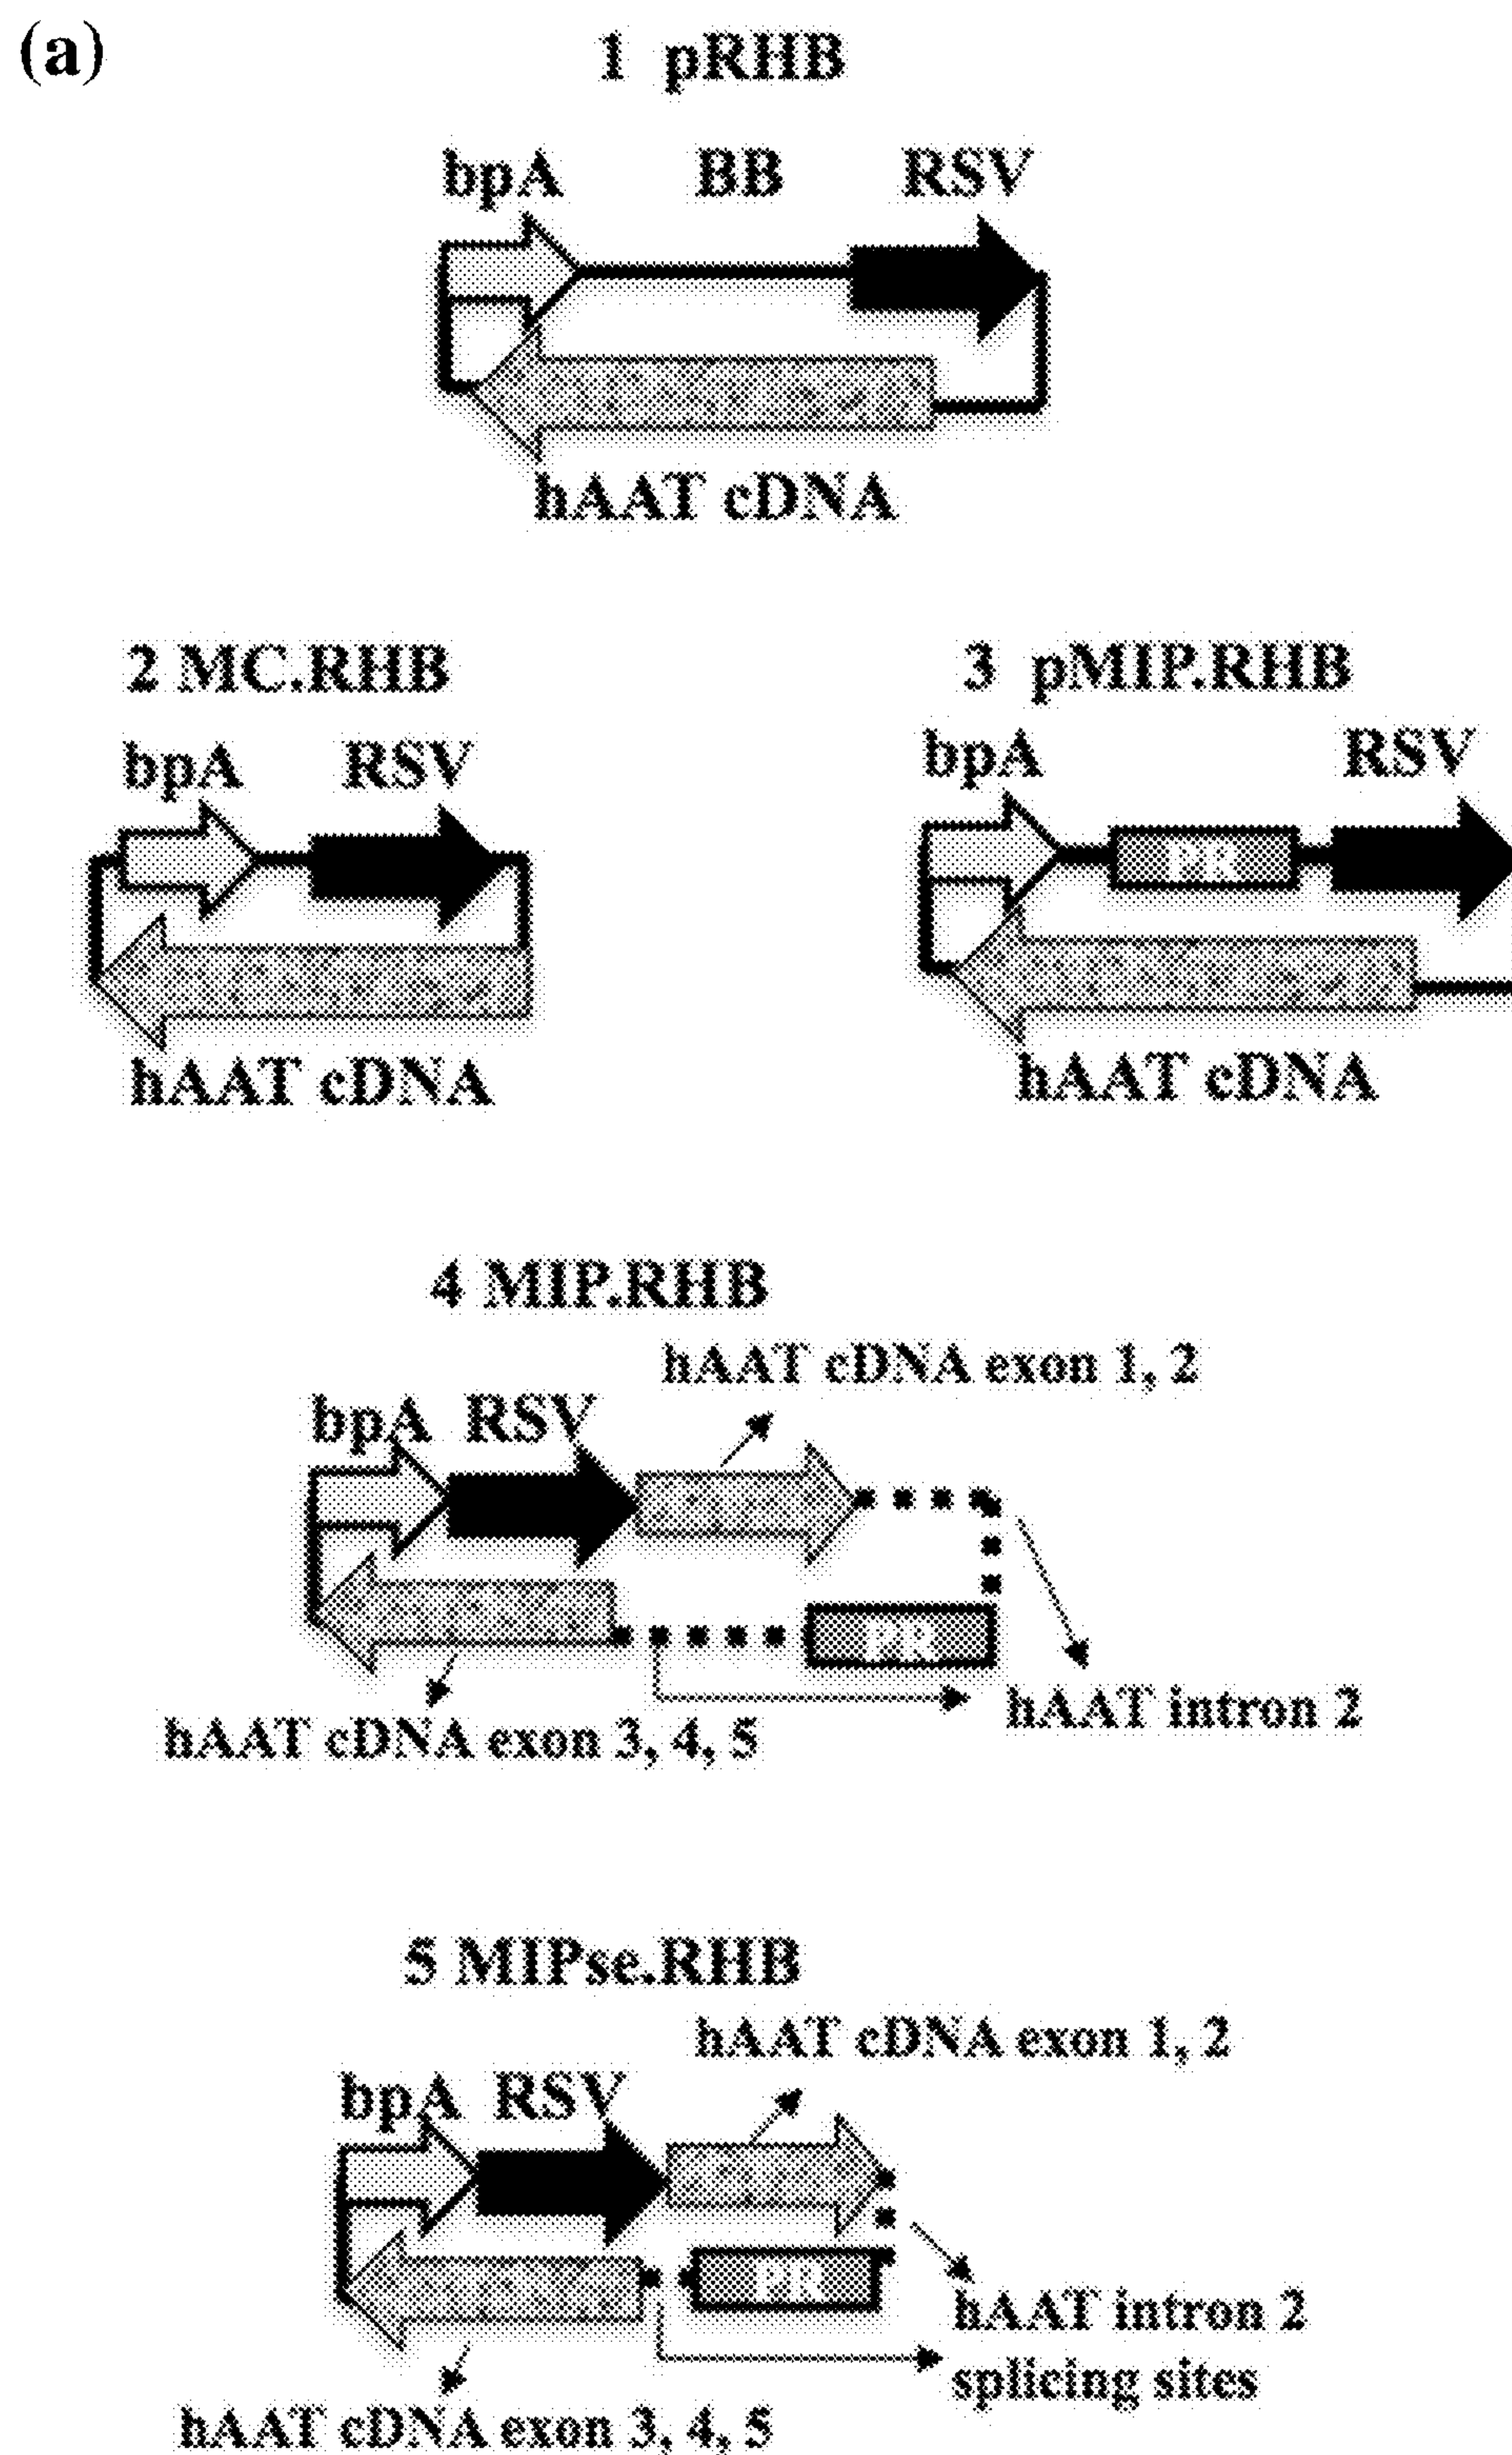 (a)
1 pRHB
bpA BB RSV
hAAT cDNA
2 MC.RHB
bpA RSV
hAAT cDNA
3 pMIP.RHB
bpA RSV
PR
hAAT cDNA
4 MIP.RHB
hAAT cDNA exon 1, 2
bpA RSV
PR
hAAT intron 2
hAAT cDNA exon 3, 4, 5
5 MIPse.RHB
hAAT cDNA exon 1, 2
bpA RSV
PR
hAAT intron 2
splicing sites
hAAT cDNA exon 3, 4, 5